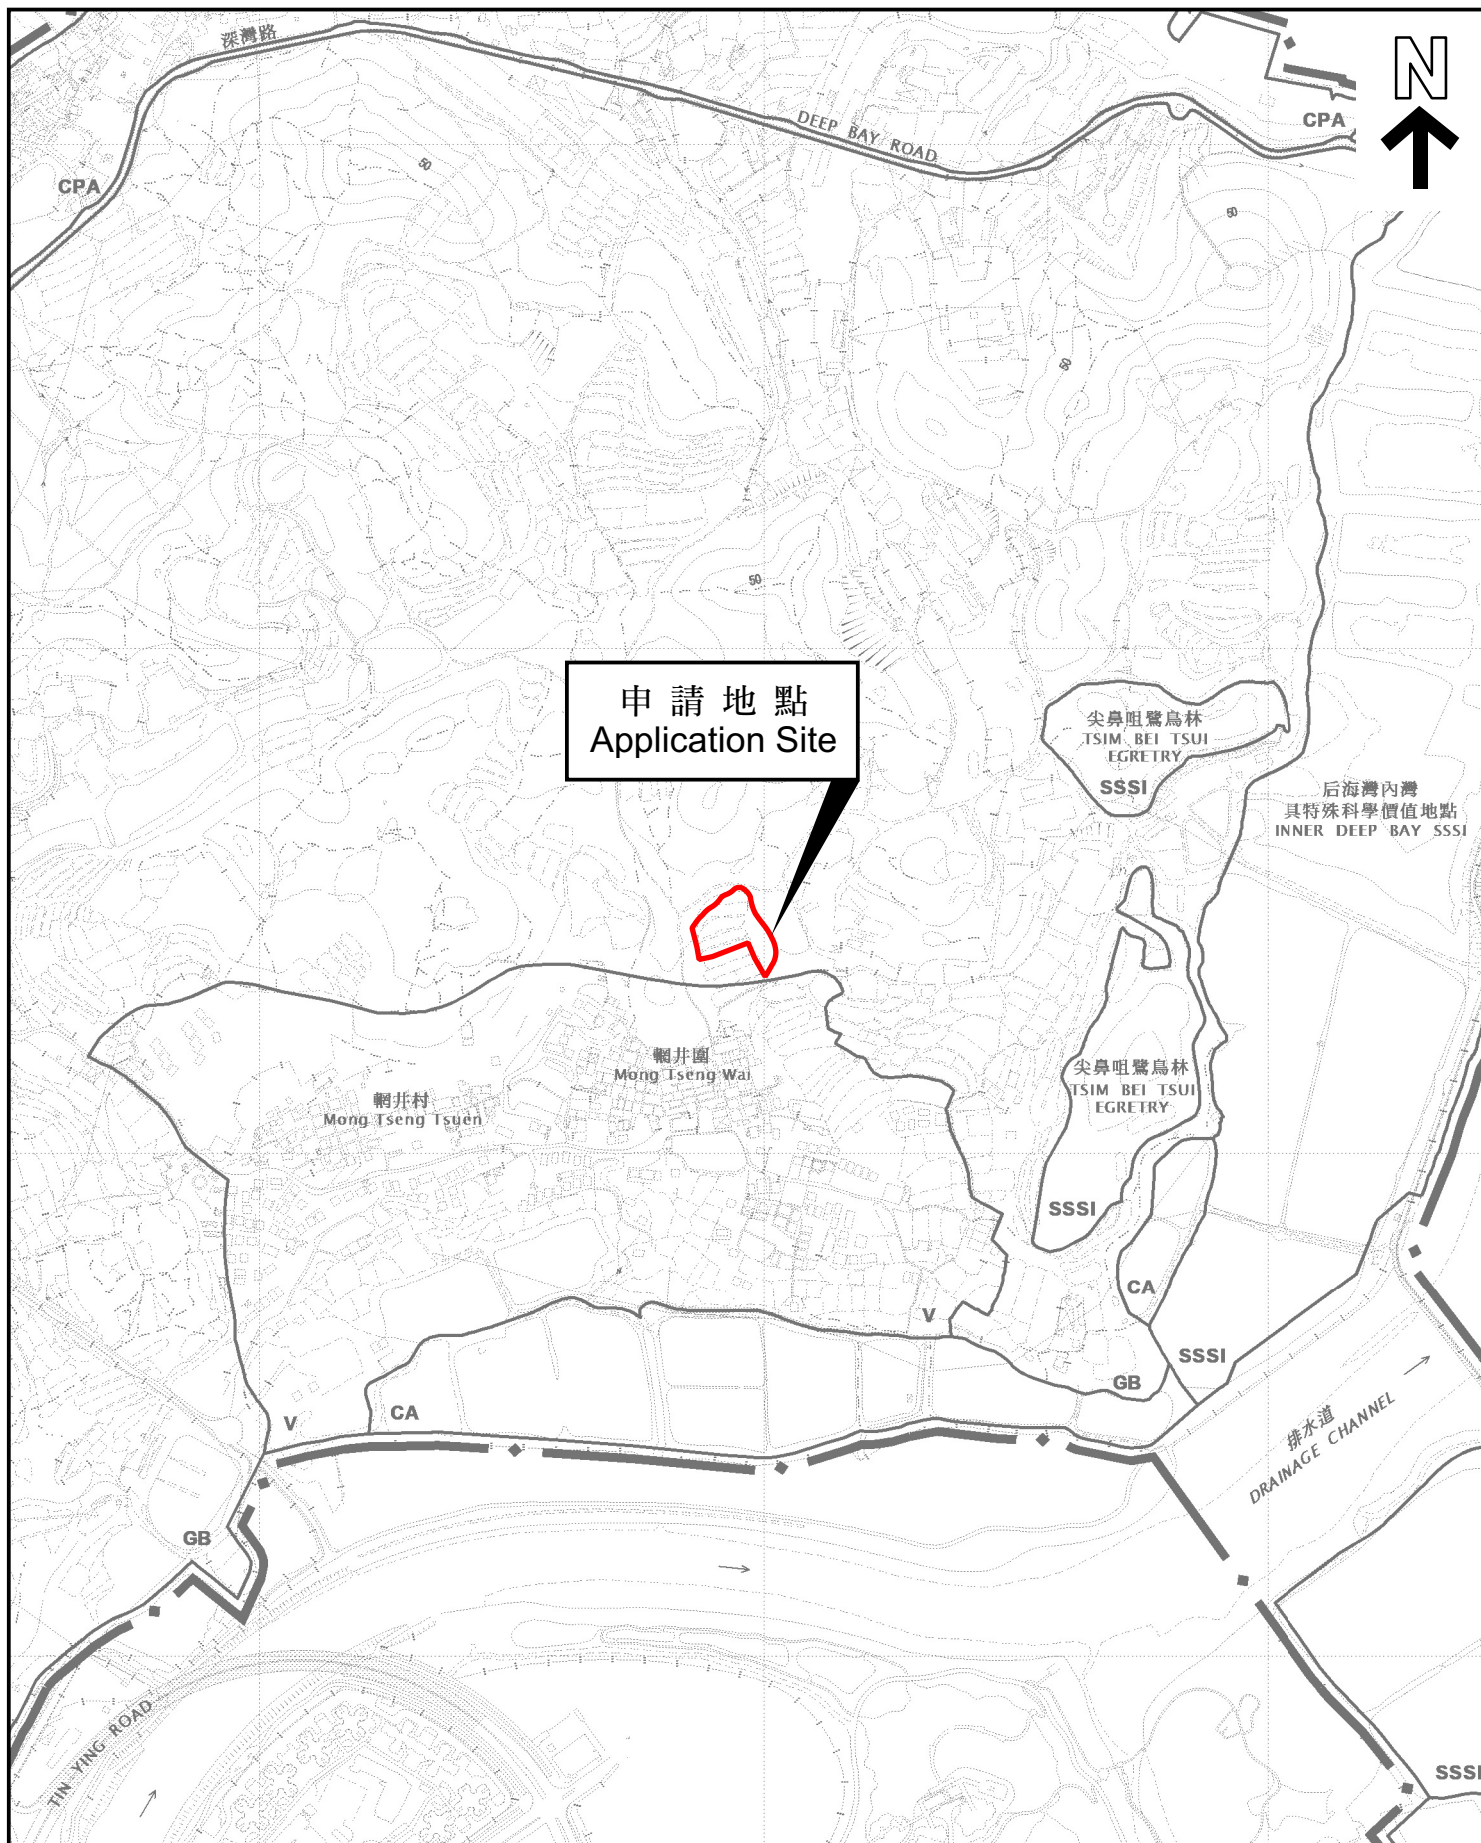 深灣路
N
CPA
DEEP BAY ROAD
CPA
50
50
50
50
申請地點
Application Site
尖鼻咀鷺鳥林
TSIM BEI TSUI
EGRETRY
SSSI
后海灣內灣
具特殊科學價值地點
INNER DEEP BAY SSSI
輞井圍
Mong Tseng Wai
輞井村
Mong Tseng Tsuen
尖鼻咀鷺鳥林
TSIM BEI TSUI
EGRETRY
SSSI
CA
V
SSSI
GB
CA
V
排水道
DRAINAGE CHANNEL
GB
TIN YING ROAD
SSSI